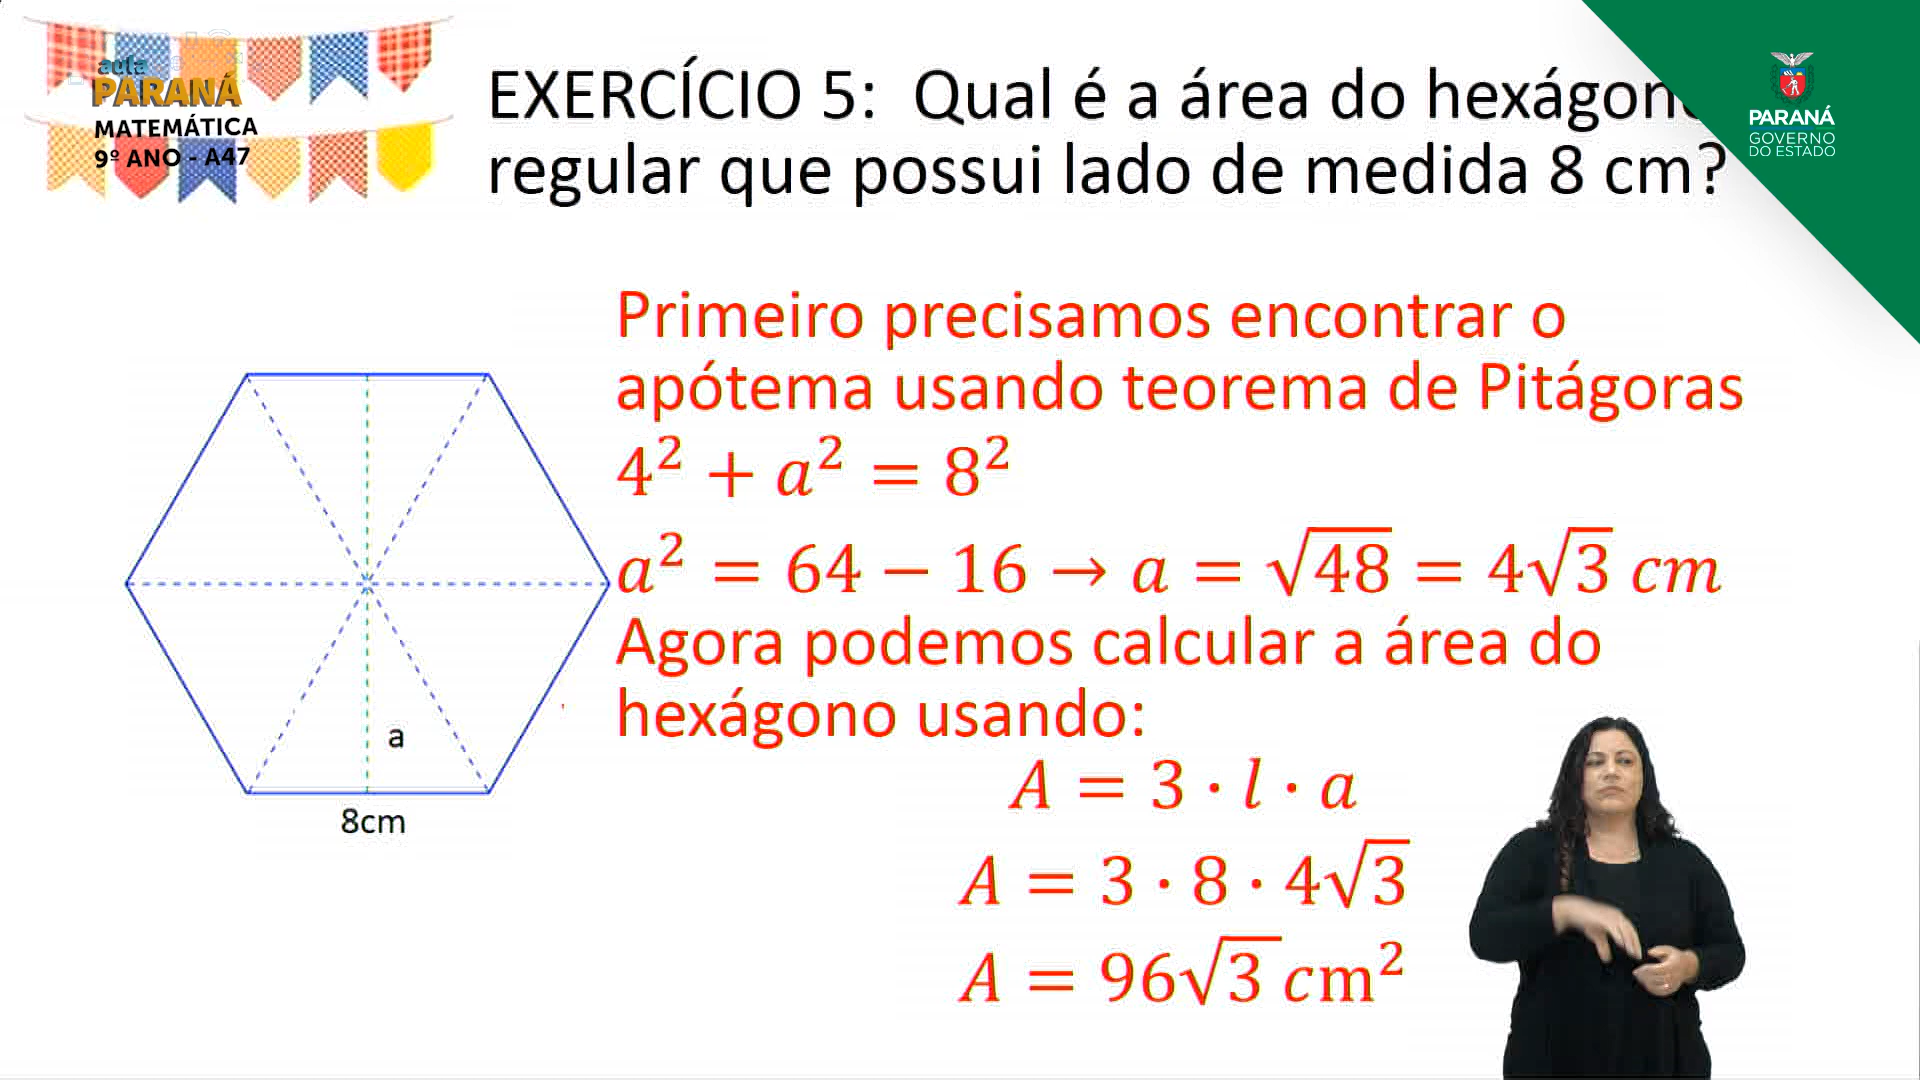 aula
PARANÁ
MATEMÁTICA
9º ANO - A47
EXERCÍCIO 5: Qual é a área do hexágono
regular que possui lado de medida 8 cm?
PARANÁ
GOVERNO
DO ESTADO
Primeiro precisamos encontrar o
apótema usando teorema de Pitágoras
4² + a² = 8²
a² = 64 − 16 → a = √48 = 4√3 cm
Agora podemos calcular a área do
hexágono usando:
A = 3 · l · a
A = 3 · 8 · 4√3
A = 96√3 cm²
a
8cm